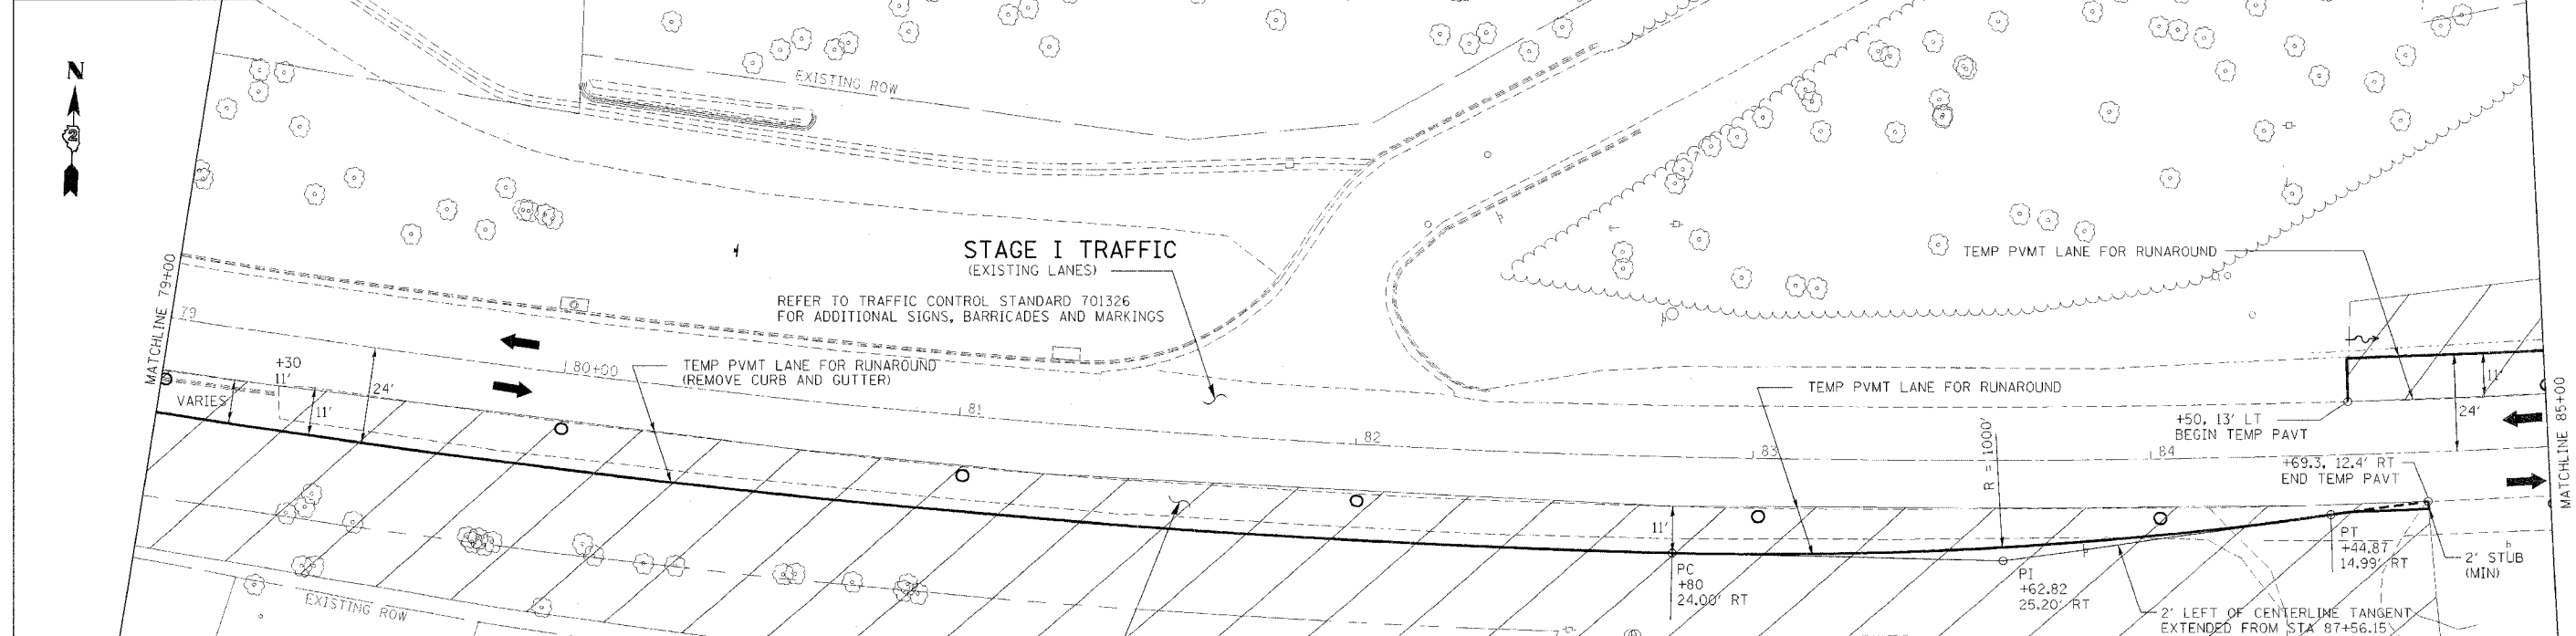 N
2
EXISTING ROW
STAGE I TRAFFIC
(EXISTING LANES)
REFER TO TRAFFIC CONTROL STANDARD 701326
FOR ADDITIONAL SIGNS, BARRICADES AND MARKINGS
TEMP PVMT LANE FOR RUNAROUND
MATCHLINE 79+00
79
+30
11'
VARIES
11'
24'
80+00
TEMP PVMT LANE FOR RUNAROUND
(REMOVE CURB AND GUTTER)
81
82
83
84
TEMP PVMT LANE FOR RUNAROUND
R = 1000'
11'
24'
+50, 13' LT
BEGIN TEMP PAVT
+69.3, 12.4' RT
END TEMP PAVT
MATCHLINE 85+00
11'
PC
+80
24.00' RT
PI
+62.82
25.20' RT
PT
+44.87
14.99' RT
2' STUB
(MIN)
2' LEFT OF CENTERLINE TANGENT
EXTENDED FROM STA 87+56.15
EXISTING ROW